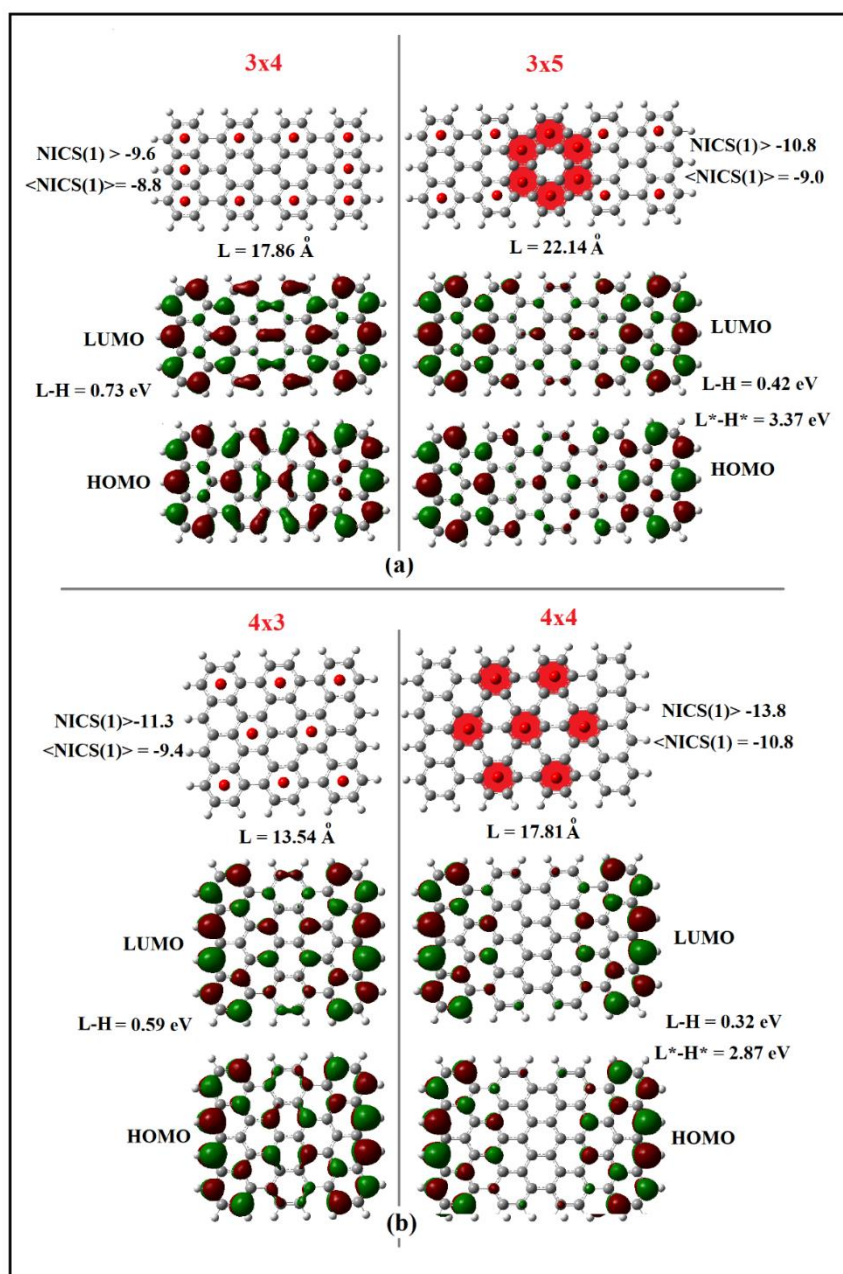 3x4
3x5
NICS(1) > -9.6
<NICS(1)>= -8.8
NICS(1) > -10.8
<NICS(1)> = -9.0
L = 17.86 Å
L = 22.14 Å
LUMO
LUMO
L-H = 0.73 eV
L-H = 0.42 eV
L*-H* = 3.37 eV
HOMO
HOMO
(a)
4x3
4x4
NICS(1)>-11.3
<NICS(1)> = -9.4
NICS(1)> -13.8
<NICS(1) = -10.8
L = 13.54 Å
L = 17.81 Å
LUMO
LUMO
L-H = 0.59 eV
L-H = 0.32 eV
L*-H* = 2.87 eV
HOMO
HOMO
(b)